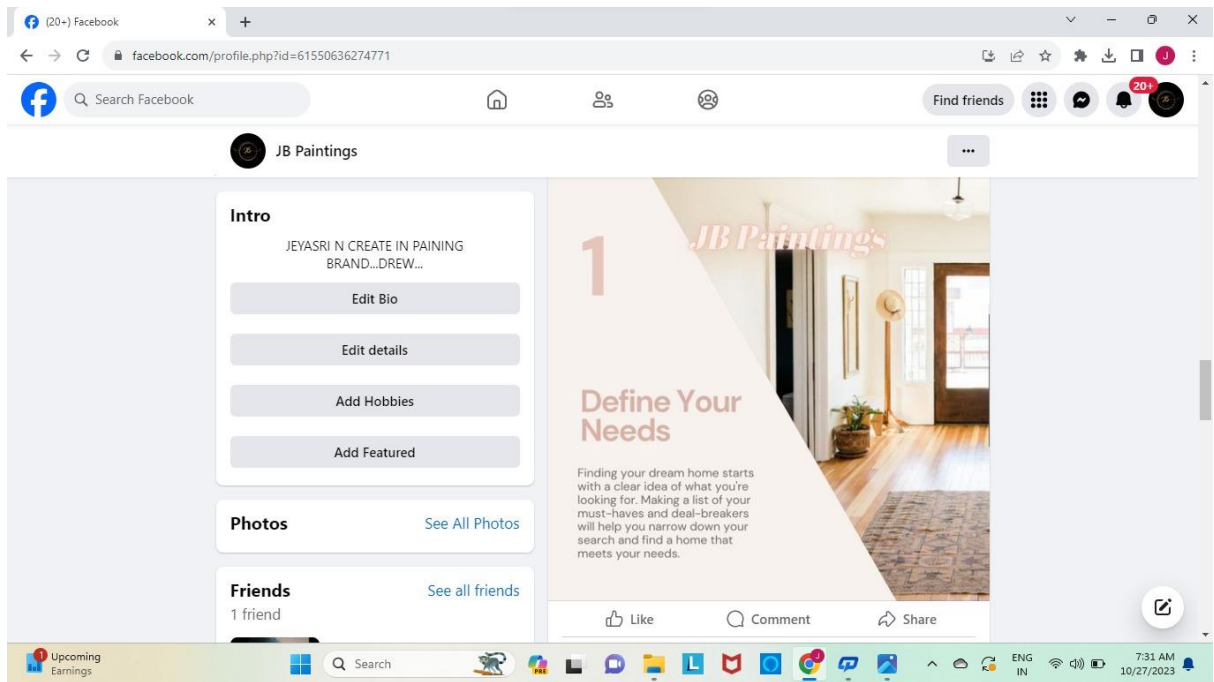 (20+) Facebook
facebook.com/profile.php?id=61550636274771
J
Search Facebook
Find friends
20+
JB Paintings
Intro
JEYASRI N CREATE IN PAINING
BRAND...DREW...
Edit Bio
Edit details
Add Hobbies
Add Featured
Photos
See All Photos
Friends
See all friends
1 friend
JB Paintings
1
Define Your
Needs
Finding your dream home starts
with a clear idea of what you're
looking for. Making a list of your
must-haves and deal-breakers
will help you narrow down your
search and find a home that
meets your needs.
Like
Comment
Share
1
Upcoming
Earnings
Search
PRE
L
J
ENG
IN
7:31 AM
10/27/2023